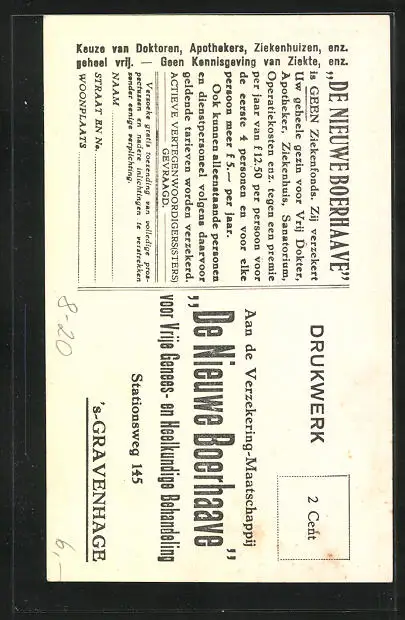 Keuze van Doktoren, Apothekers, Ziekenhuizen, enz.
geheel vrij. — Geen Kennisgeving van Ziekte, enz.
„DE NIEUWE BOERHAAVE”
is GEEN Ziekenfonds. Zij verzekert
Uw geheele gezin voor Vrij Dokter,
Apotheker, Ziekenhuis, Sanatorium,
Operatiekosten enz. tegen een premie
per jaar van f 12.50 per persoon voor
de eerste 4 personen en voor elke
persoon meer f 5.— per jaar.
Ook kunnen alleenstaande personen
en dienstpersoneel volgens daarvoor
geldende tarieven worden verzekerd.
ACTIEVE VERTEGENWOORDIGERS(STERS)
GEVRAAGD.
Verzoeke gratis toezending van volledige pros-
pectussen en nadere inlichtingen te verstrekken
zonder eenige verplichting.
NAAM
STRAAT EN No.
WOONPLAATS
DRUKWERK
2 Cent
Aan de Verzekering-Maatschappij
„De Nieuwe Boerhaave”
voor Vrije Genees- en Heelkundige Behandeling
Stationsweg 145
's-GRAVENHAGE
8-20
6,—